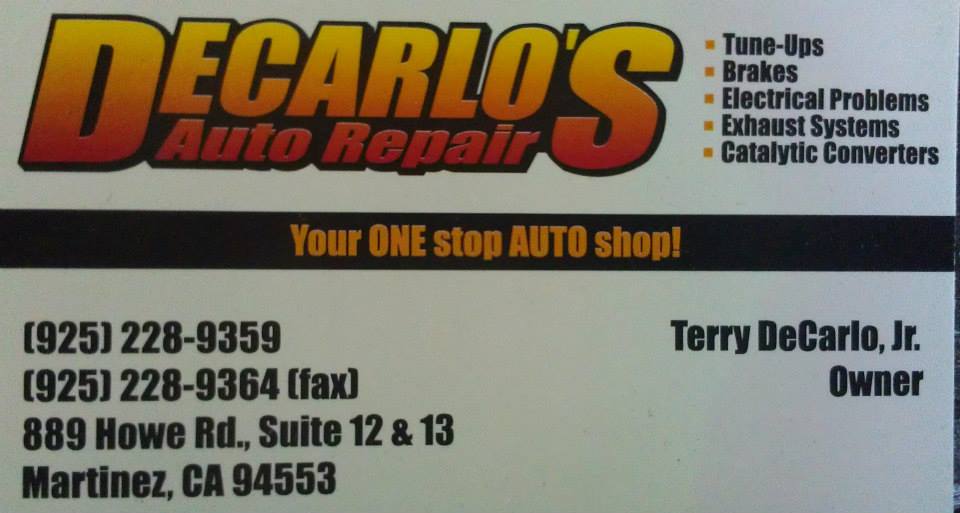 DECARLO'S
Auto Repair
▪ Tune-Ups
▪ Brakes
▪ Electrical Problems
▪ Exhaust Systems
▪ Catalytic Converters
Your ONE stop AUTO shop!
(925) 228-9359
(925) 228-9364 (fax)
889 Howe Rd., Suite 12 & 13
Martinez, CA 94553
Terry DeCarlo, Jr.
Owner